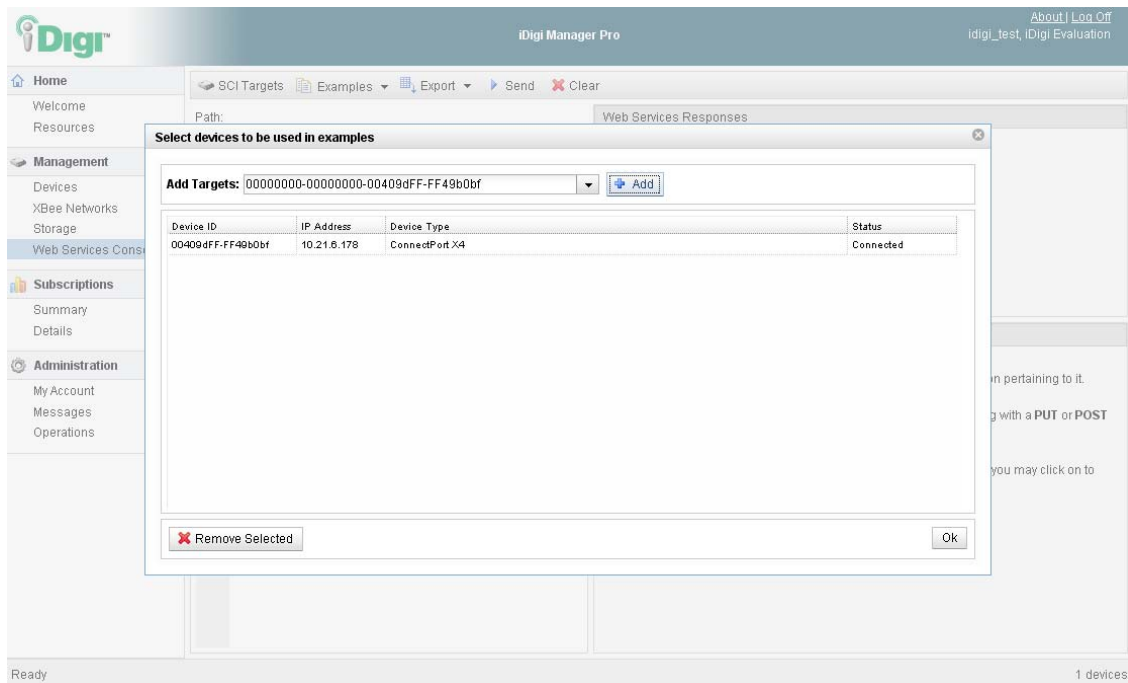 iDigi™
iDigi Manager Pro
About | Log Off
idigi_test, iDigi Evaluation
Home
Welcome
Resources
Management
Devices
XBee Networks
Storage
Web Services Conso
Subscriptions
Summary
Details
Administration
My Account
Messages
Operations
SCI Targets Examples Export Send Clear
Path:
Web Services Responses
Select devices to be used in examples
Add Targets: 00000000-00000000-00409dFF-FF49b0bf Add
Device ID IP Address Device Type Status
00409dFF-FF49b0bf 10.21.6.178 ConnectPort X4 Connected
Remove Selected
Ok
on pertaining to it.
g with a PUT or POST
you may click on to
Ready
1 devices